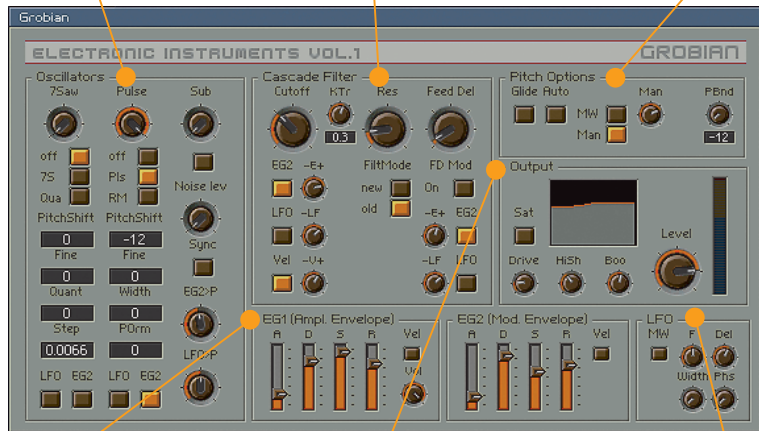 Grobian
ELECTRONIC INSTRUMENTS VOL.1 GROBIAN
Oscillators
7Saw Pulse Sub
off off
7S Pls
Qua RM Noise lev
PitchShift PitchShift
0 -12 Sync
Fine Fine
0 0
Quant Width EG2>P
0 0
Step POrm
0.0066 0 LFO>P
LFO EG2 LFO EG2
Cascade Filter
Cutoff KTr Res Feed Del
0.3
EG2 -E+ FiltMode FD Mod
new On
LFO -LF old -E+ EG2
Vel -V+ -LF LFO
Pitch Options
Glide Auto Man PBnd
MW
Man -12
Output
Sat Level
Drive HiSh Boo
EG1 (Ampl. Envelope)
A D S R Vel
Vol
EG2 (Mod. Envelope)
A D S R Vel
LFO
MW F Del
Width Phs